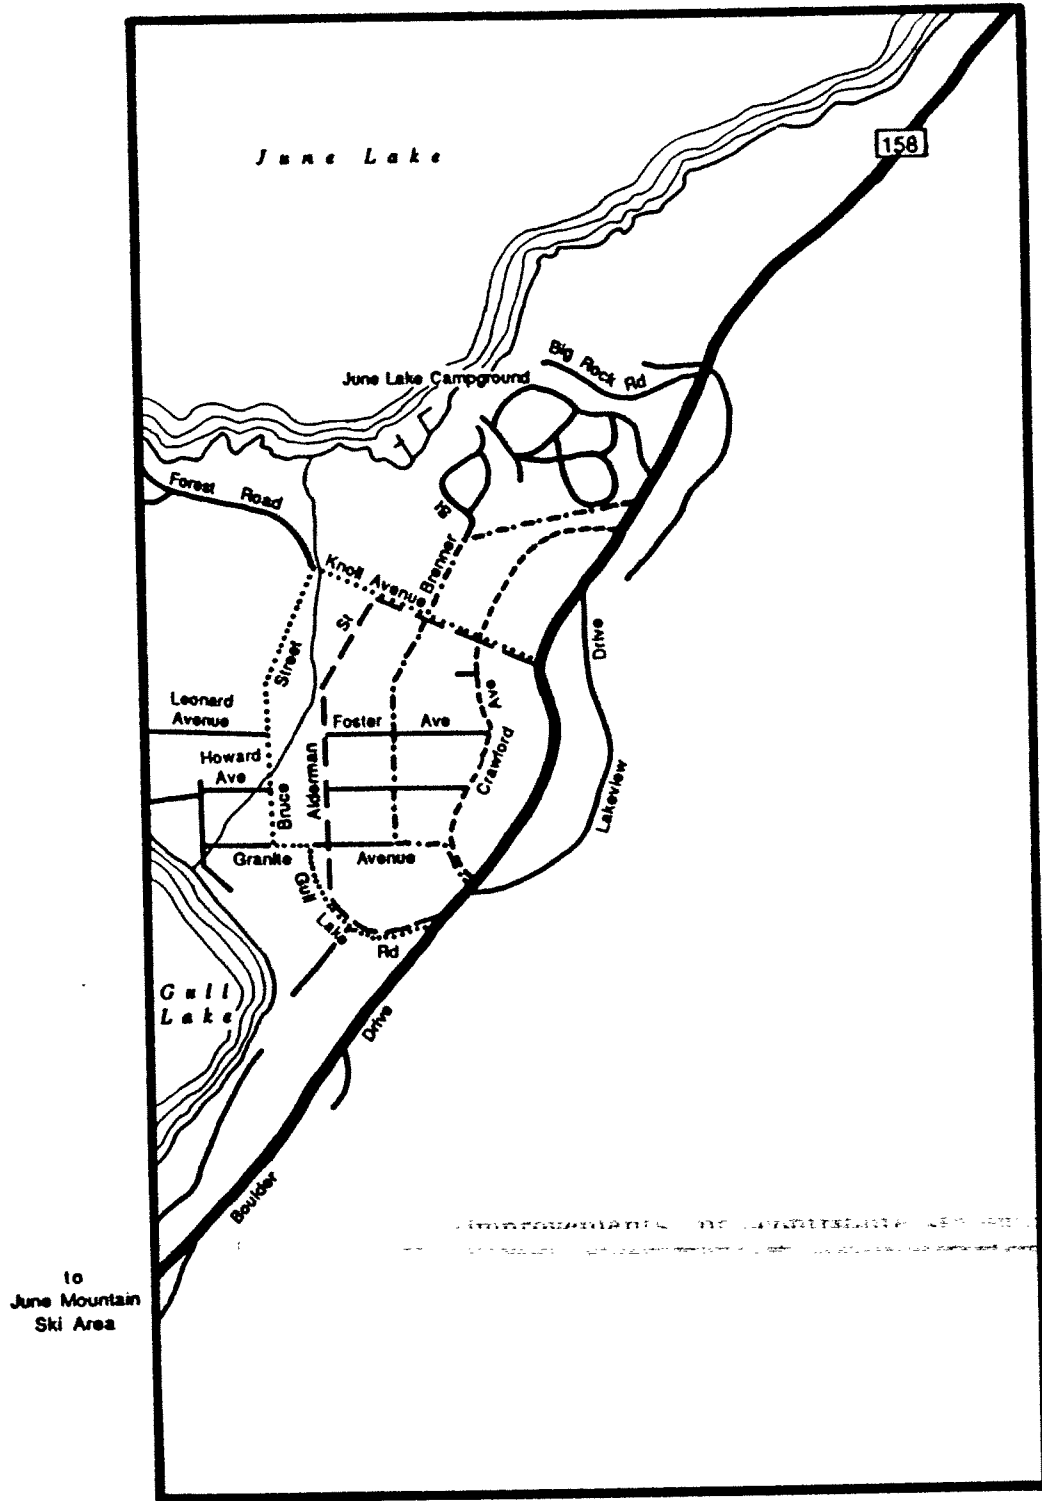 June Lake
158
Big Rock Rd
June Lake Campground
Forest Road
St
Brenner
Knoll Avenue
St
Street
Drive
Leonard
Avenue
Foster Ave
Ave
Crawford
Howard
Ave
Alderman
Bruce
Lakeview
Granite Avenue
Gull
Lake
Rd
Gull
Lake
Drive
Boulder
to
June Mountain
Ski Area